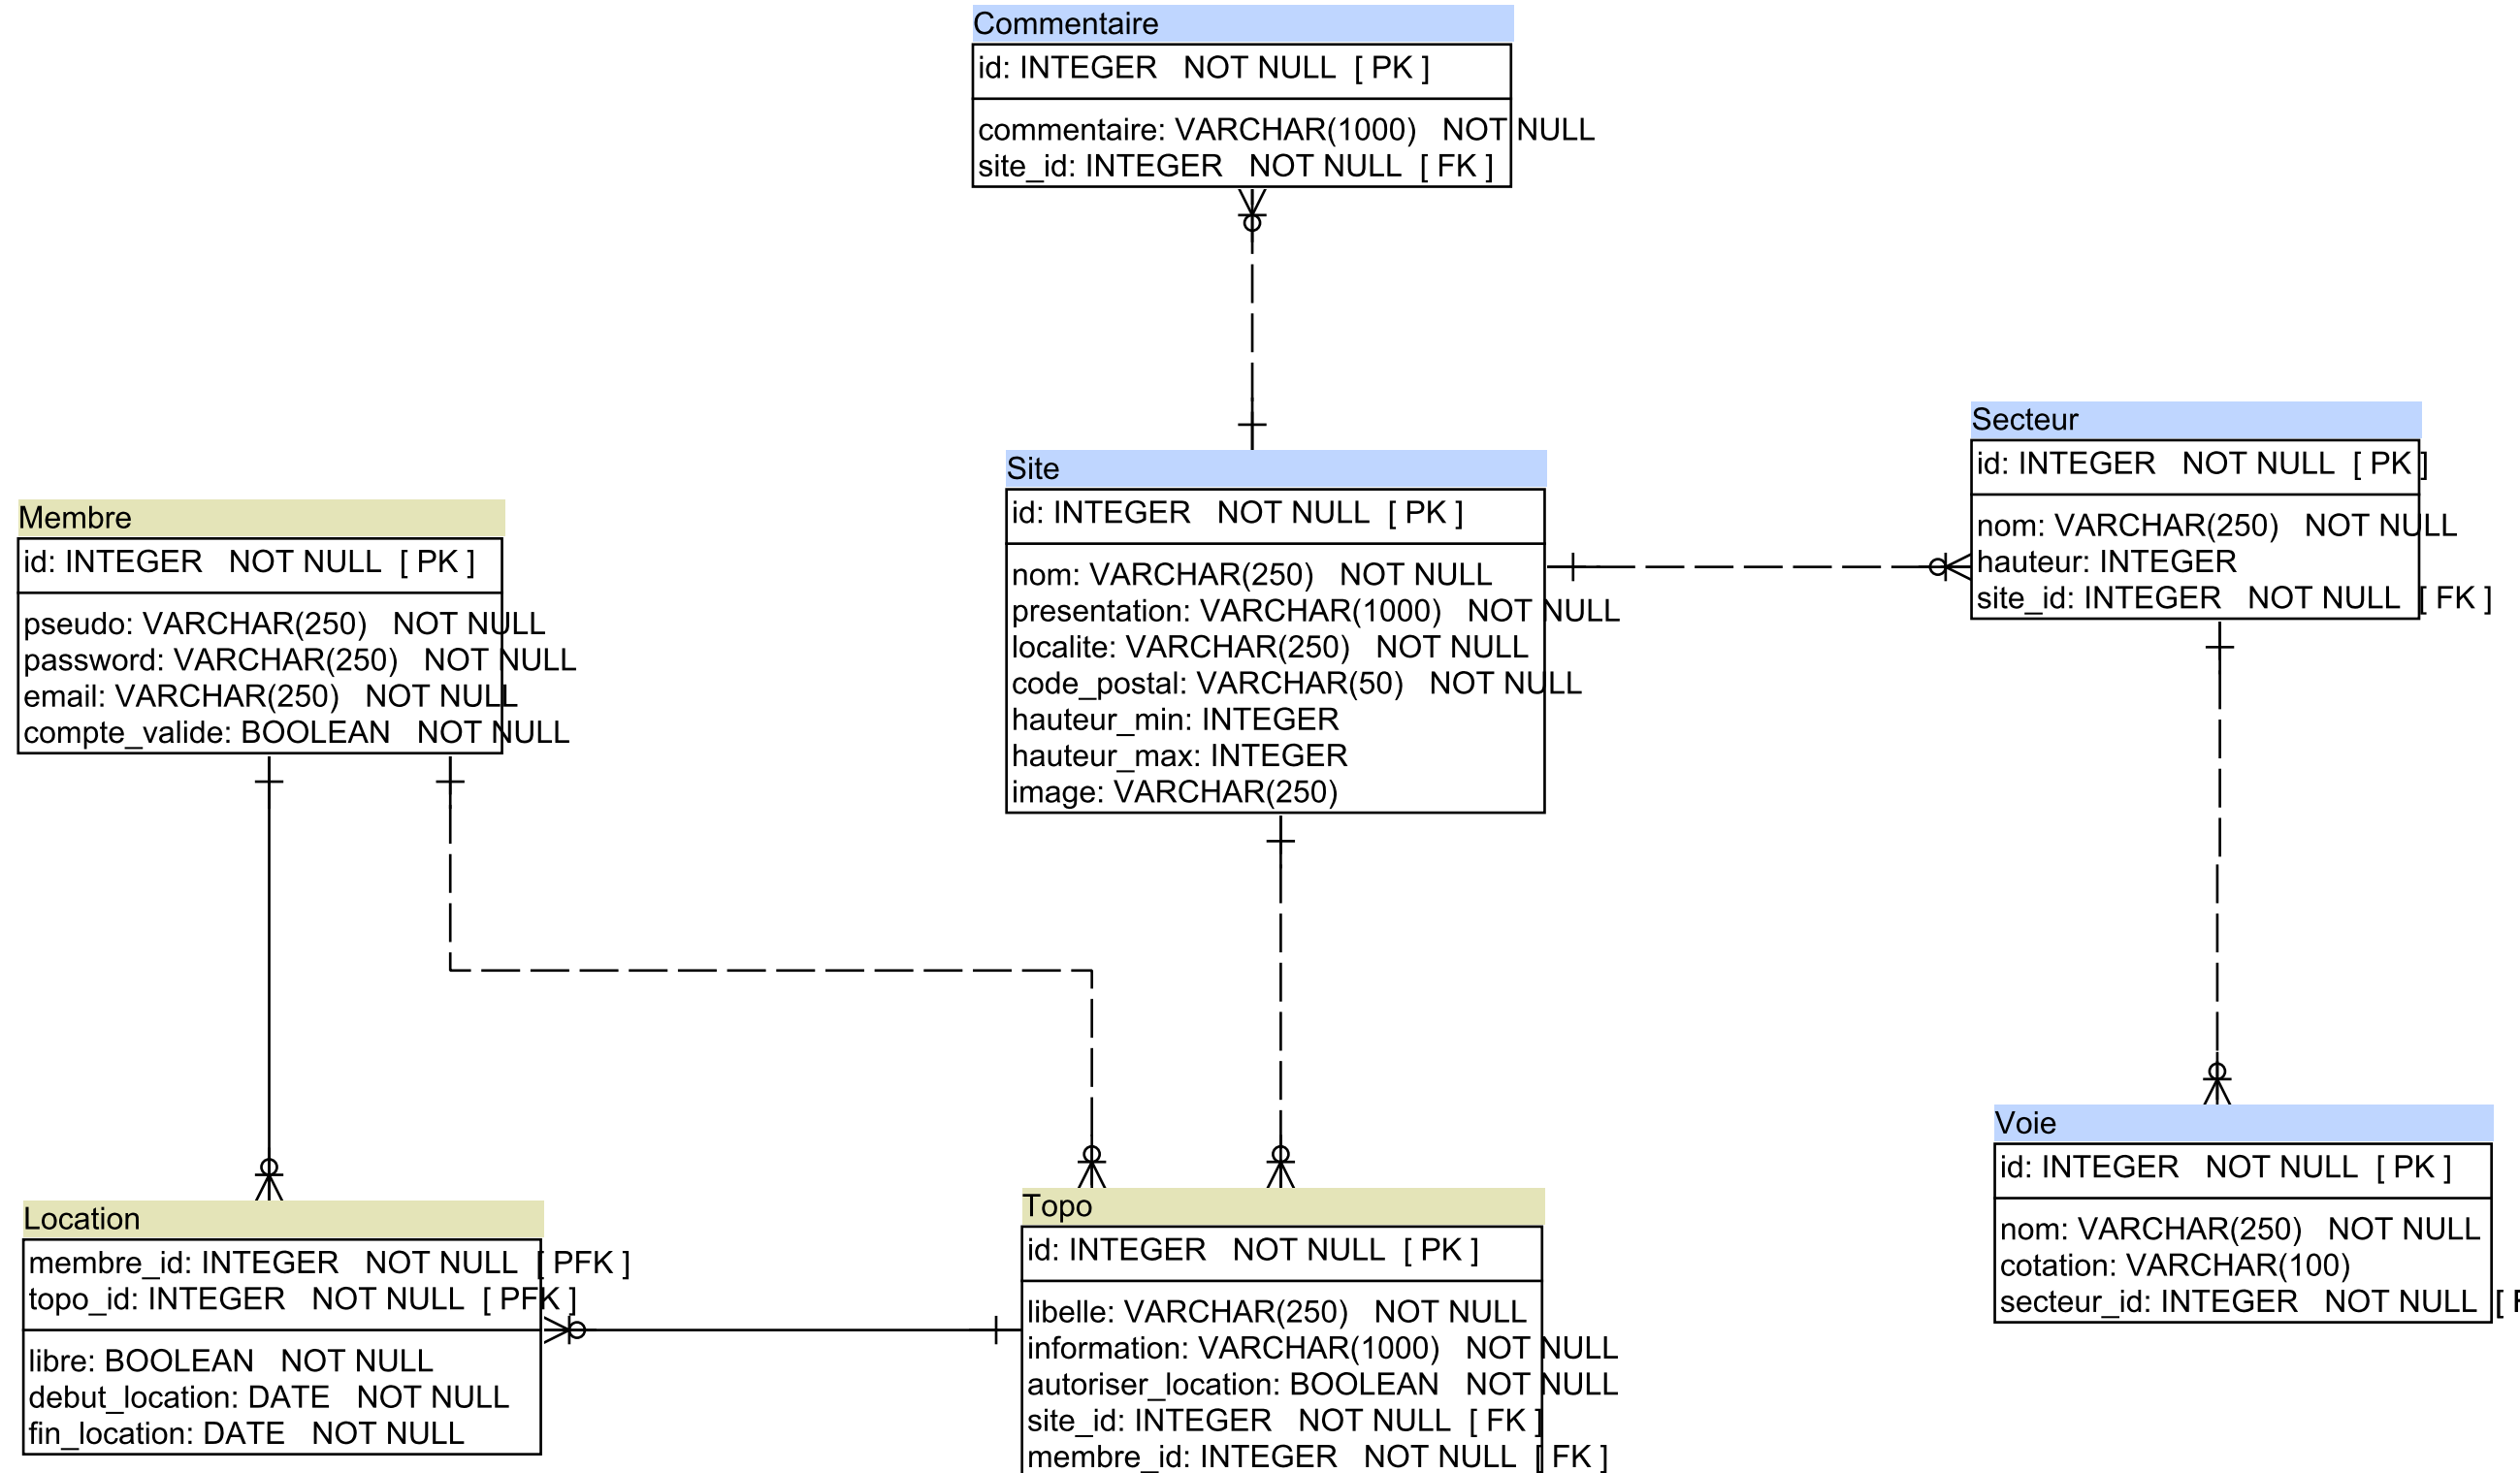 Commentaire
id: INTEGER NOT NULL [ PK ]
commentaire: VARCHAR(1000) NOT NULL
site_id: INTEGER NOT NULL [ FK ]
Site
id: INTEGER NOT NULL [ PK ]
nom: VARCHAR(250) NOT NULL
presentation: VARCHAR(1000) NOT NULL
localite: VARCHAR(250) NOT NULL
code_postal: VARCHAR(50) NOT NULL
hauteur_min: INTEGER
hauteur_max: INTEGER
image: VARCHAR(250)
Secteur
id: INTEGER NOT NULL [ PK ]
nom: VARCHAR(250) NOT NULL
hauteur: INTEGER
site_id: INTEGER NOT NULL [ FK ]
Membre
id: INTEGER NOT NULL [ PK ]
pseudo: VARCHAR(250) NOT NULL
password: VARCHAR(250) NOT NULL
email: VARCHAR(250) NOT NULL
compte_valide: BOOLEAN NOT NULL
Location
membre_id: INTEGER NOT NULL [ PFK ]
topo_id: INTEGER NOT NULL [ PFK ]
libre: BOOLEAN NOT NULL
debut_location: DATE NOT NULL
fin_location: DATE NOT NULL
Topo
id: INTEGER NOT NULL [ PK ]
libelle: VARCHAR(250) NOT NULL
information: VARCHAR(1000) NOT NULL
autoriser_location: BOOLEAN NOT NULL
site_id: INTEGER NOT NULL [ FK ]
membre_id: INTEGER NOT NULL [ FK ]
Voie
id: INTEGER NOT NULL [ PK ]
nom: VARCHAR(250) NOT NULL
cotation: VARCHAR(100)
secteur_id: INTEGER NOT NULL [